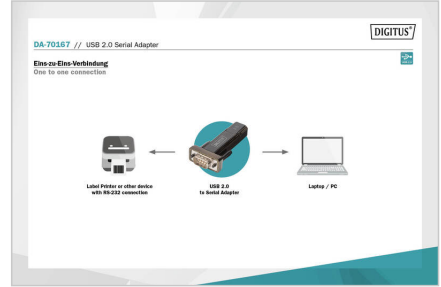 DIGITUS®
DA-70167 // USB 2.0 Serial Adapter
Eins-zu-Eins-Verbindung
One to one connection
Label Printer or other device
with RS-232 connection
USB 2.0
to Serial Adapter
Laptop / PC